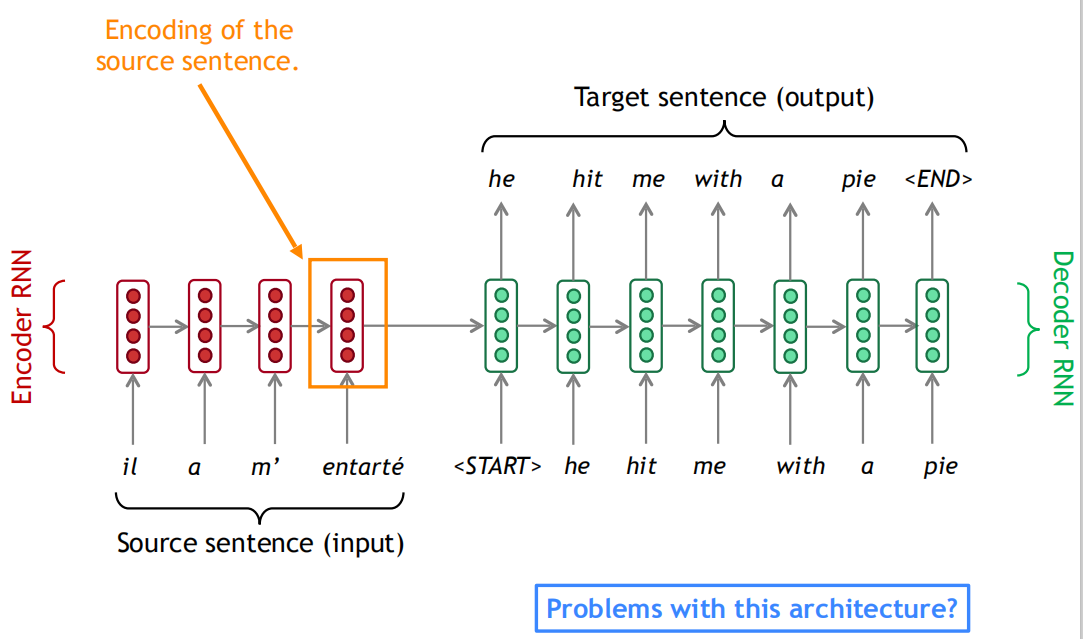 Encoding of the
source sentence.
Target sentence (output)
he hit me with a pie <END>
Encoder RNN
Decoder RNN
il a m’ entarté
<START> he hit me with a pie
Source sentence (input)
Problems with this architecture?